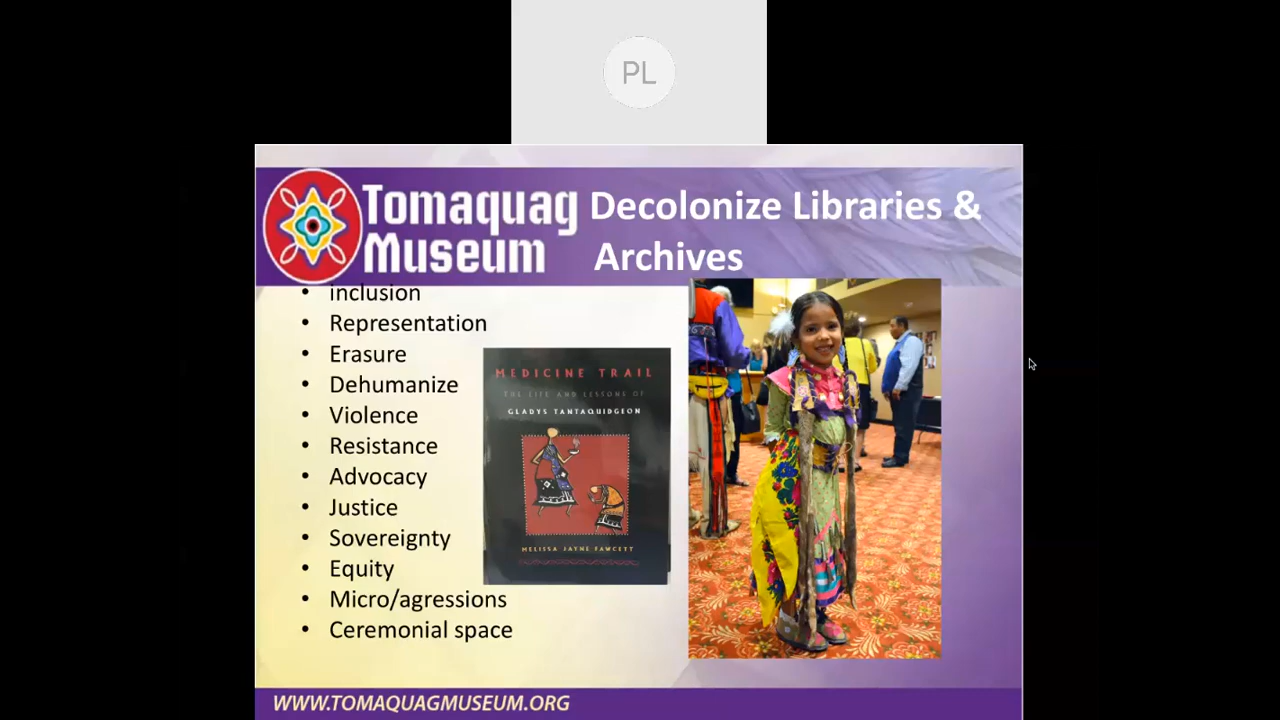 PL
Tomaquag
Museum
Decolonize Libraries &
Archives
• inclusion
• Representation
• Erasure
• Dehumanize
• Violence
• Resistance
• Advocacy
• Justice
• Sovereignty
• Equity
• Micro/agressions
• Ceremonial space
MEDICINE TRAIL
THE LIFE AND LESSONS OF
GLADYS TANTAQUIDGEON
MELISSA JAYNE FAWCETT
WWW.TOMAQUAGMUSEUM.ORG